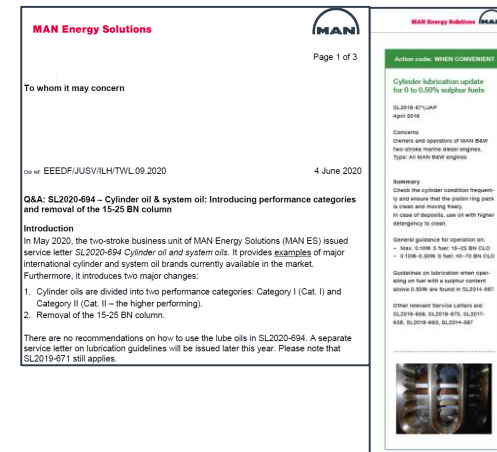 MAN Energy Solutions
MAN
Page 1 of 3
To whom it may concern
Our ref: EEEDF/JUSV/ILH/TWL.09.2020
4 June 2020
Q&A: SL2020-694 – Cylinder oil & system oil: Introducing performance categories
and removal of the 15-25 BN column
Introduction
In May 2020, the two-stroke business unit of MAN Energy Solutions (MAN ES) issued
service letter SL2020-694 Cylinder oil and system oils. It provides examples of major
international cylinder and system oil brands currently available in the market.
Furthermore, it introduces two major changes:
1. Cylinder oils are divided into two performance categories: Category I (Cat. I) and
Category II (Cat. II – the higher performing).
2. Removal of the 15-25 BN column.
There are no recommendations on how to use the lube oils in SL2020-694. A separate
service letter on lubrication guidelines will be issued later this year. Please note that
SL2019-671 still applies.
MAN Energy Solutions
MAN
Action code: WHEN CONVENIENT
Cylinder lubrication update
for 0 to 0.50% sulphur fuels
SL2019-671/JAP
April 2019
Concerns
Owners and operators of MAN B&W
two-stroke marine diesel engines.
Type: All MAN B&W engines
Summary
Check the cylinder condition frequent-
ly and ensure that the piston ring pack
is clean and moving freely.
In case of deposits, use oil with higher
detergency to clean.
General guidance for operation on:
– Max. 0.10% S fuel: 15-25 BN CLO
– 0.10%-0.50% S fuel: 40-70 BN CLO
Guidelines on lubrication when oper-
ating on fuel with a sulphur content
above 0.50% are found in SL2014-587
Other relevant Service Letters are:
SL2018-659, SL2019-670, SL2017-
638, SL2018-663, SL2014-587